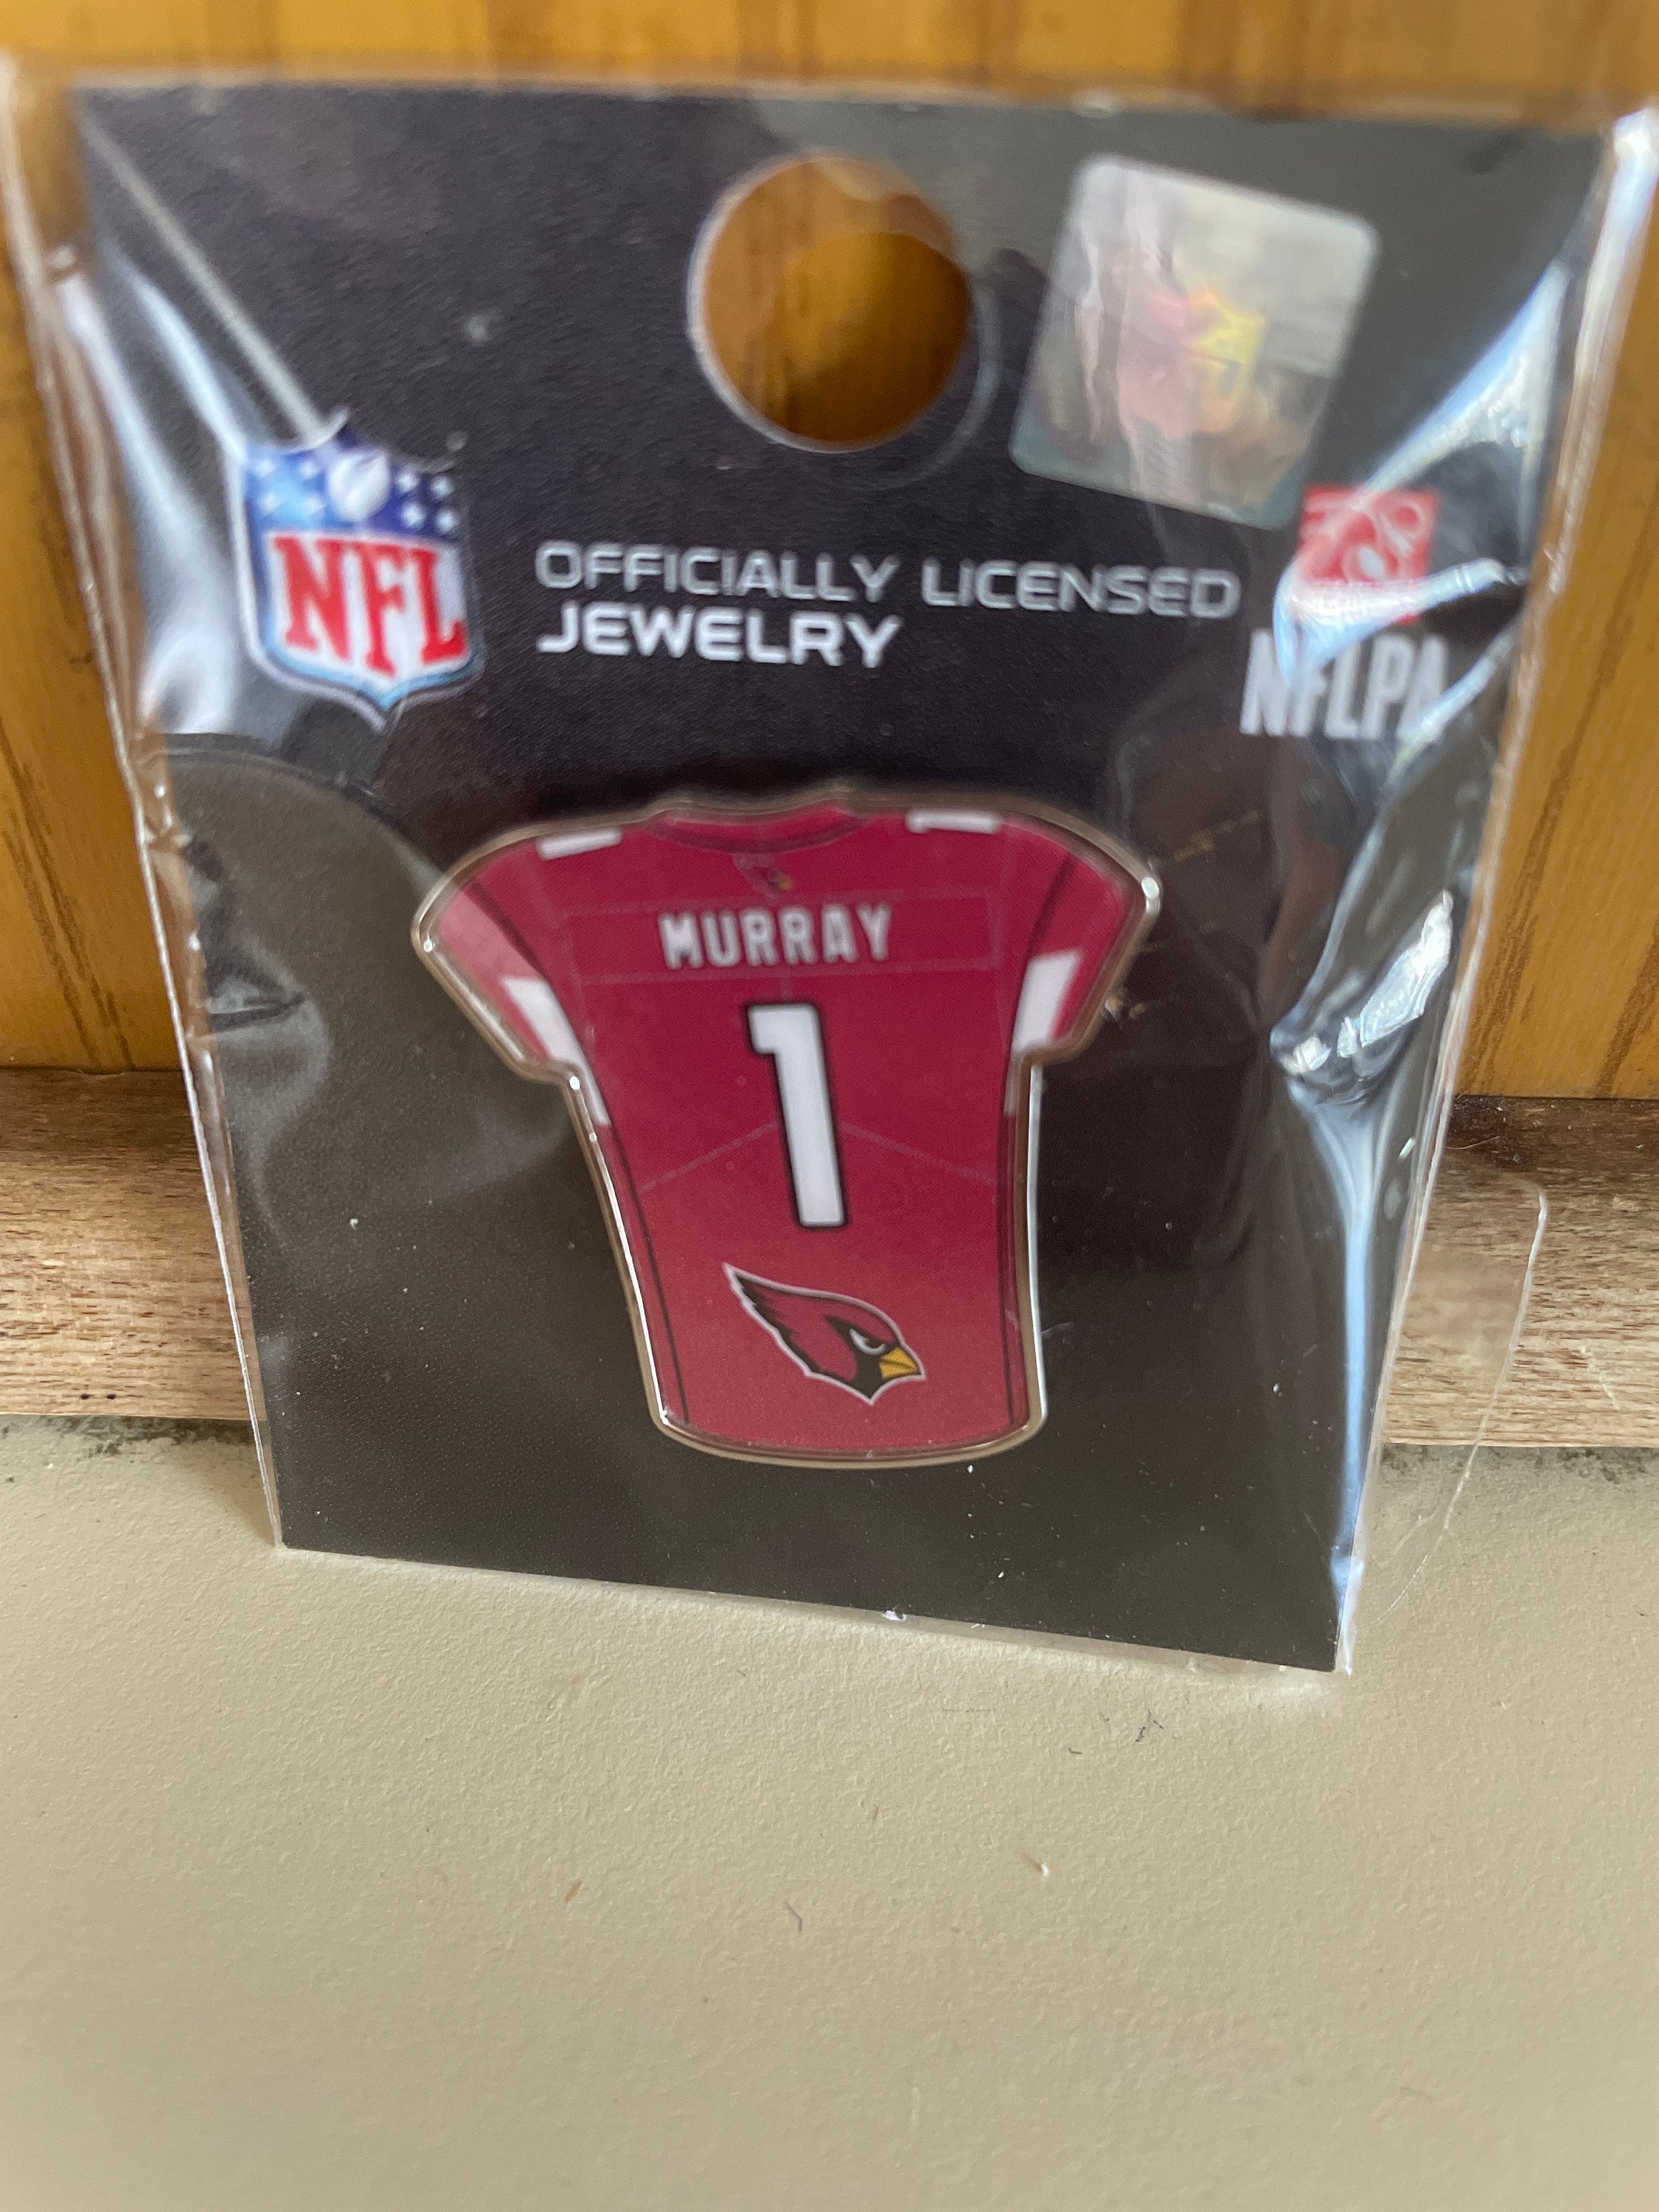 NFL
OFFICIALLY LICENSED
JEWELRY
NFLPA
MURRAY
1